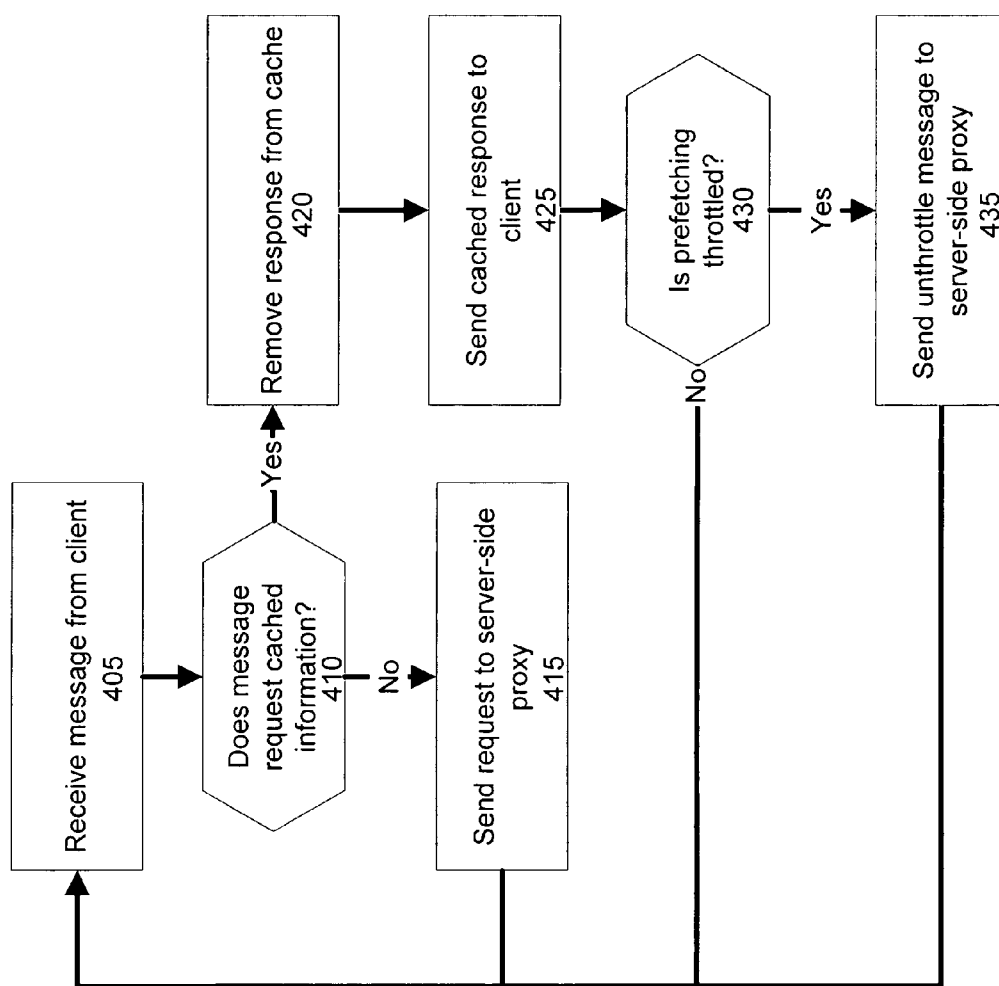 Receive message from client
405
Does message
request cached
information?
410
No
Yes
Send request to server-side
proxy
415
Remove response from cache
420
Send cached response to
client
425
Is prefetching
throttled?
430
No
Yes
Send unthrottle message to
server-side proxy
435